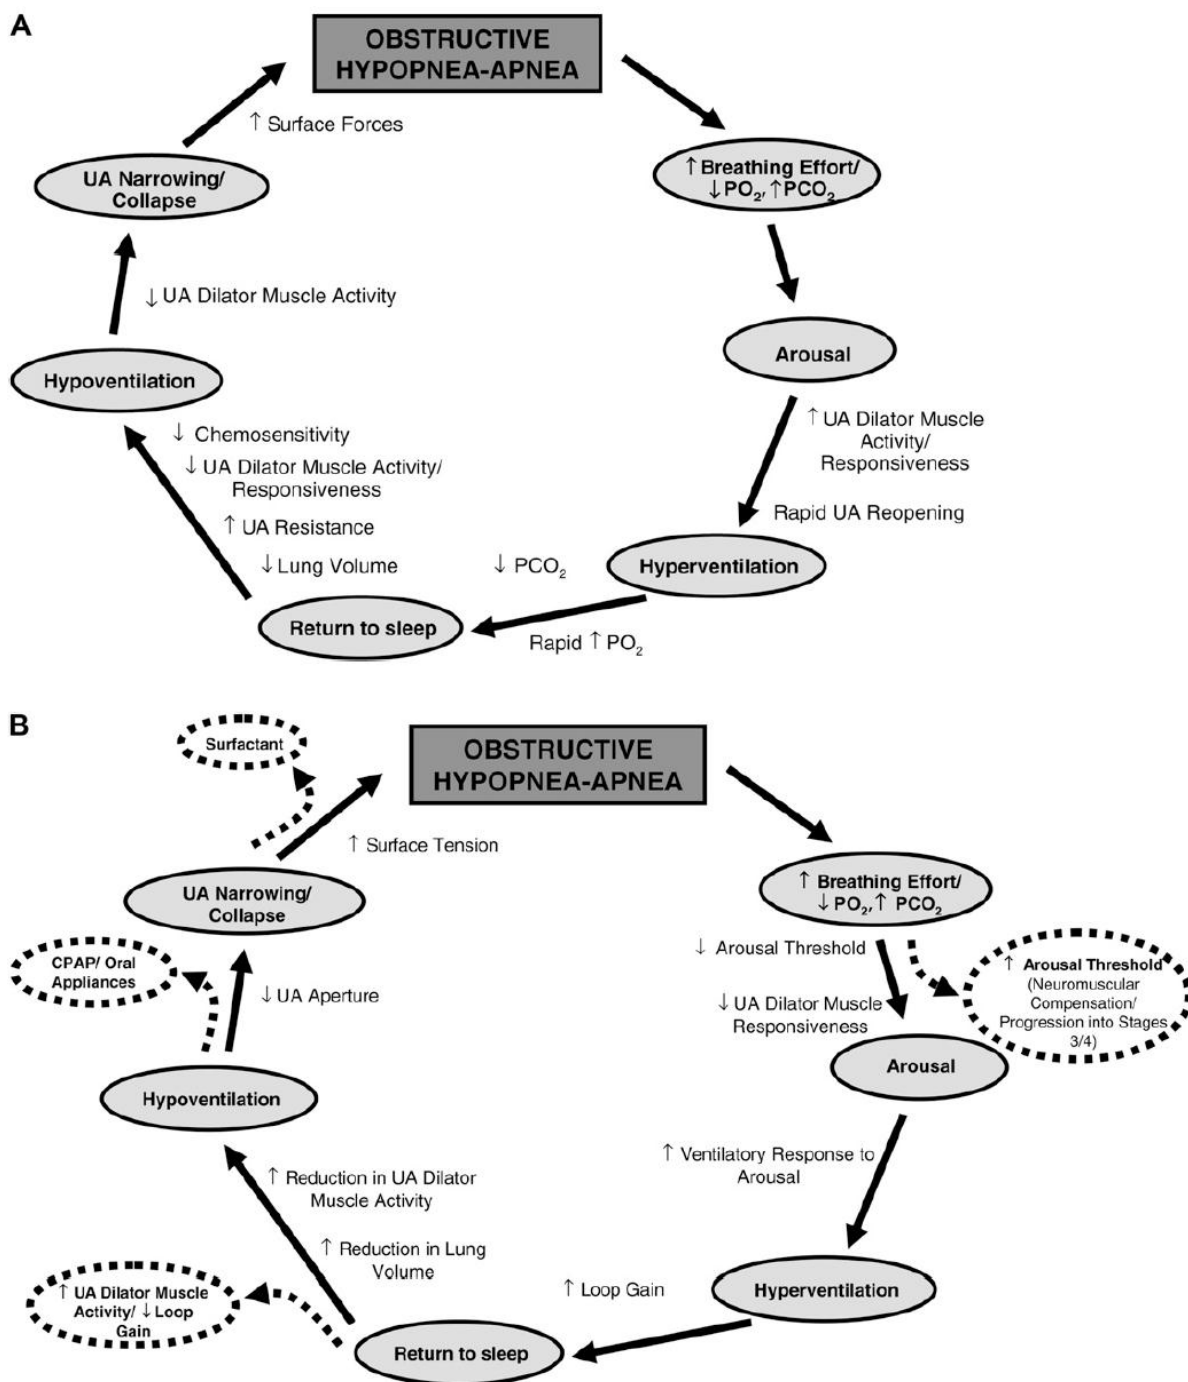 A
OBSTRUCTIVE
HYPOPNEA-APNEA
↑ Surface Forces
UA Narrowing/
Collapse
↑ Breathing Effort/
↓PO₂, ↑PCO₂
↓ UA Dilator Muscle Activity
Arousal
Hypoventilation
↑ UA Dilator Muscle
Activity/
Responsiveness
↓ Chemosensitivity
↓ UA Dilator Muscle Activity/
Responsiveness
Rapid UA Reopening
↑ UA Resistance
↓ Lung Volume
↓ PCO₂
Hyperventilation
Return to sleep
Rapid ↑ PO₂
B
Surfactant
OBSTRUCTIVE
HYPOPNEA-APNEA
↑ Surface Tension
UA Narrowing/
Collapse
↑ Breathing Effort/
↓ PO₂, ↑ PCO₂
CPAP/ Oral
Appliances
↓ UA Aperture
↓ Arousal Threshold
↑ Arousal Threshold
(Neuromuscular
Compensation/
Progression into Stages
3/4)
↓ UA Dilator Muscle
Responsiveness
Arousal
Hypoventilation
↑ Ventilatory Response to
Arousal
↑ Reduction in UA Dilator
Muscle Activity
↑ Reduction in Lung
Volume
↑ Loop Gain
Hyperventilation
↑ UA Dilator Muscle
Activity/ ↓ Loop
Gain
Return to sleep